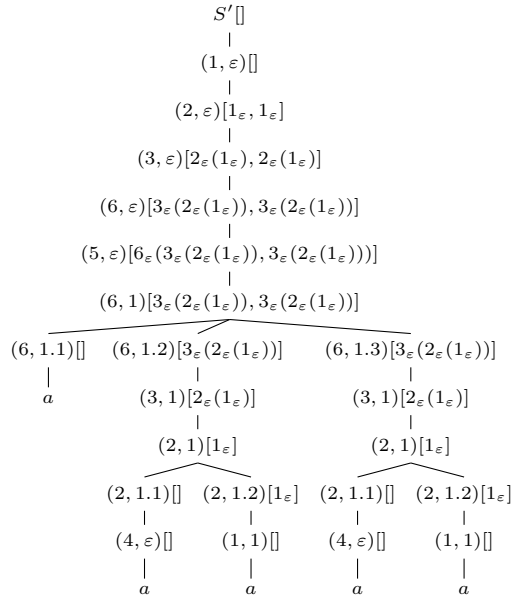 S′[]
(1, ε)[]
(2, ε)[1ε, 1ε]
(3, ε)[2ε(1ε), 2ε(1ε)]
(6, ε)[3ε(2ε(1ε)), 3ε(2ε(1ε))]
(5, ε)[6ε(3ε(2ε(1ε)), 3ε(2ε(1ε)))]
(6, 1)[3ε(2ε(1ε)), 3ε(2ε(1ε))]
(6, 1.1)[] (6, 1.2)[3ε(2ε(1ε))] (6, 1.3)[3ε(2ε(1ε))]
a (3, 1)[2ε(1ε)] (3, 1)[2ε(1ε)]
(2, 1)[1ε] (2, 1)[1ε]
(2, 1.1)[] (2, 1.2)[1ε] (2, 1.1)[] (2, 1.2)[1ε]
(4, ε)[] (1, 1)[] (4, ε)[] (1, 1)[]
a a a a